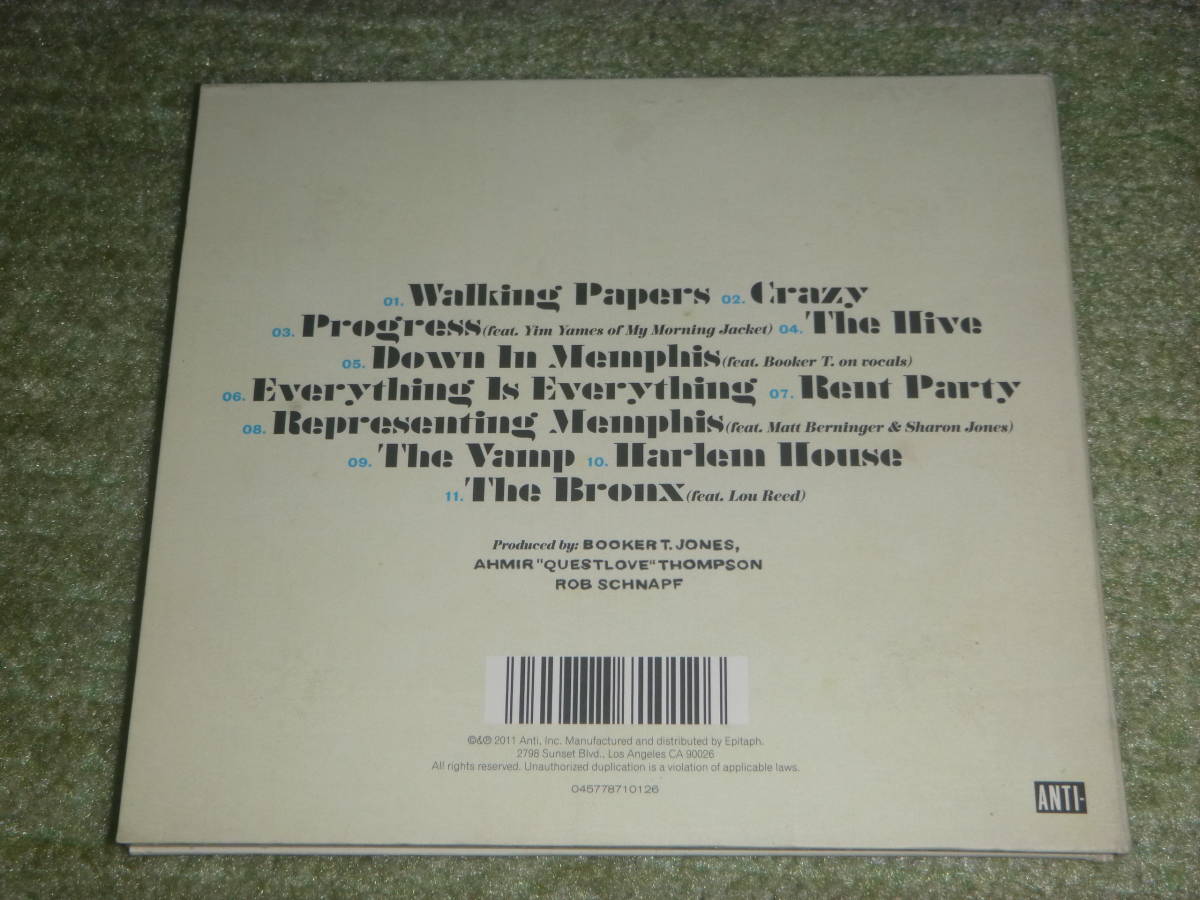 01. Walking Papers 02. Crazy
03. Progress (feat. Yim Yames of My Morning Jacket) 04. The Hive
05. Down In Memphis (feat. Booker T. on vocals)
06. Everything Is Everything 07. Rent Party
08. Representing Memphis (feat. Matt Berninger & Sharon Jones)
09. The Vamp 10. Harlem House
11. The Bronx (feat. Lou Reed)
Produced by: BOOKER T. JONES,
AHMIR "QUESTLOVE" THOMPSON
ROB SCHNAPF
©&℗ 2011 Anti, Inc. Manufactured and distributed by Epitaph.
2798 Sunset Blvd., Los Angeles CA 90026
All rights reserved. Unauthorized duplication is a violation of applicable laws.
045778710126
ANTI-